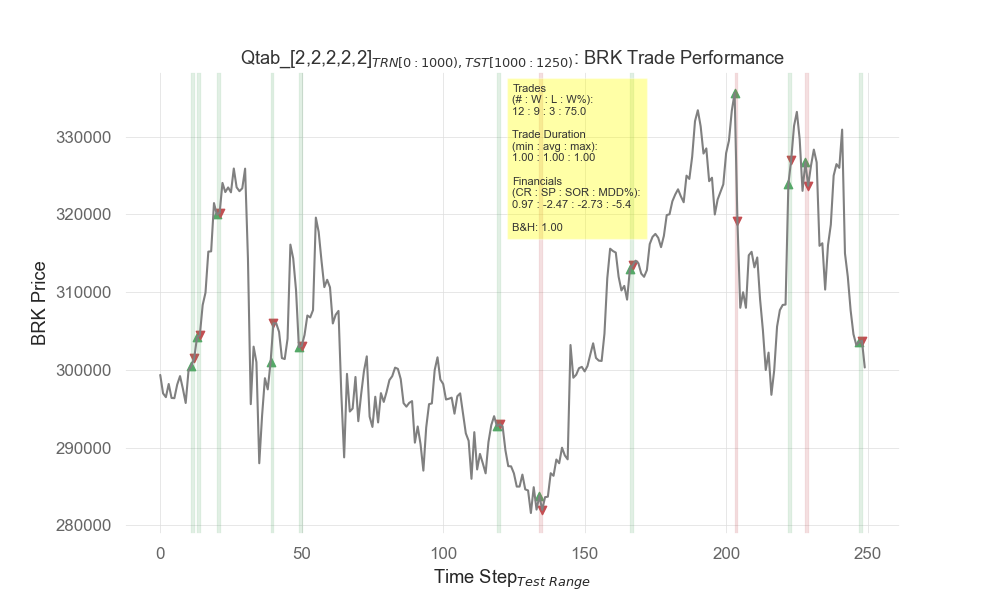 Qtab_[2,2,2,2,2]TRN[0:1000),TST[1000:1250): BRK Trade Performance
Trades
(# : W : L : W%):
12 : 9 : 3 : 75.0
Trade Duration
(min : avg : max):
1.00 : 1.00 : 1.00
Financials
(CR : SP : SOR : MDD%):
0.97 : -2.47 : -2.73 : -5.4
B&H: 1.00
BRK Price
330000
320000
310000
300000
290000
280000
0 50 100 150 200 250
Time StepTest Range